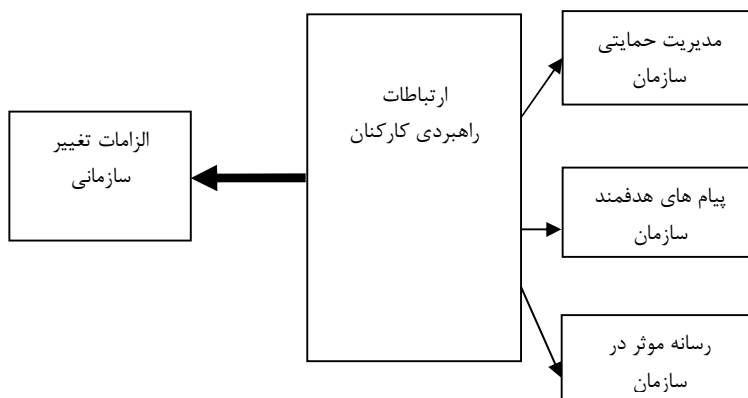 مدیریت حمایتی
سازمان
ارتباطات
راهبردی کارکنان
الزامات تغییر
سازمانی
پیام های هدفمند
سازمان
رسانه موثر در
سازمان